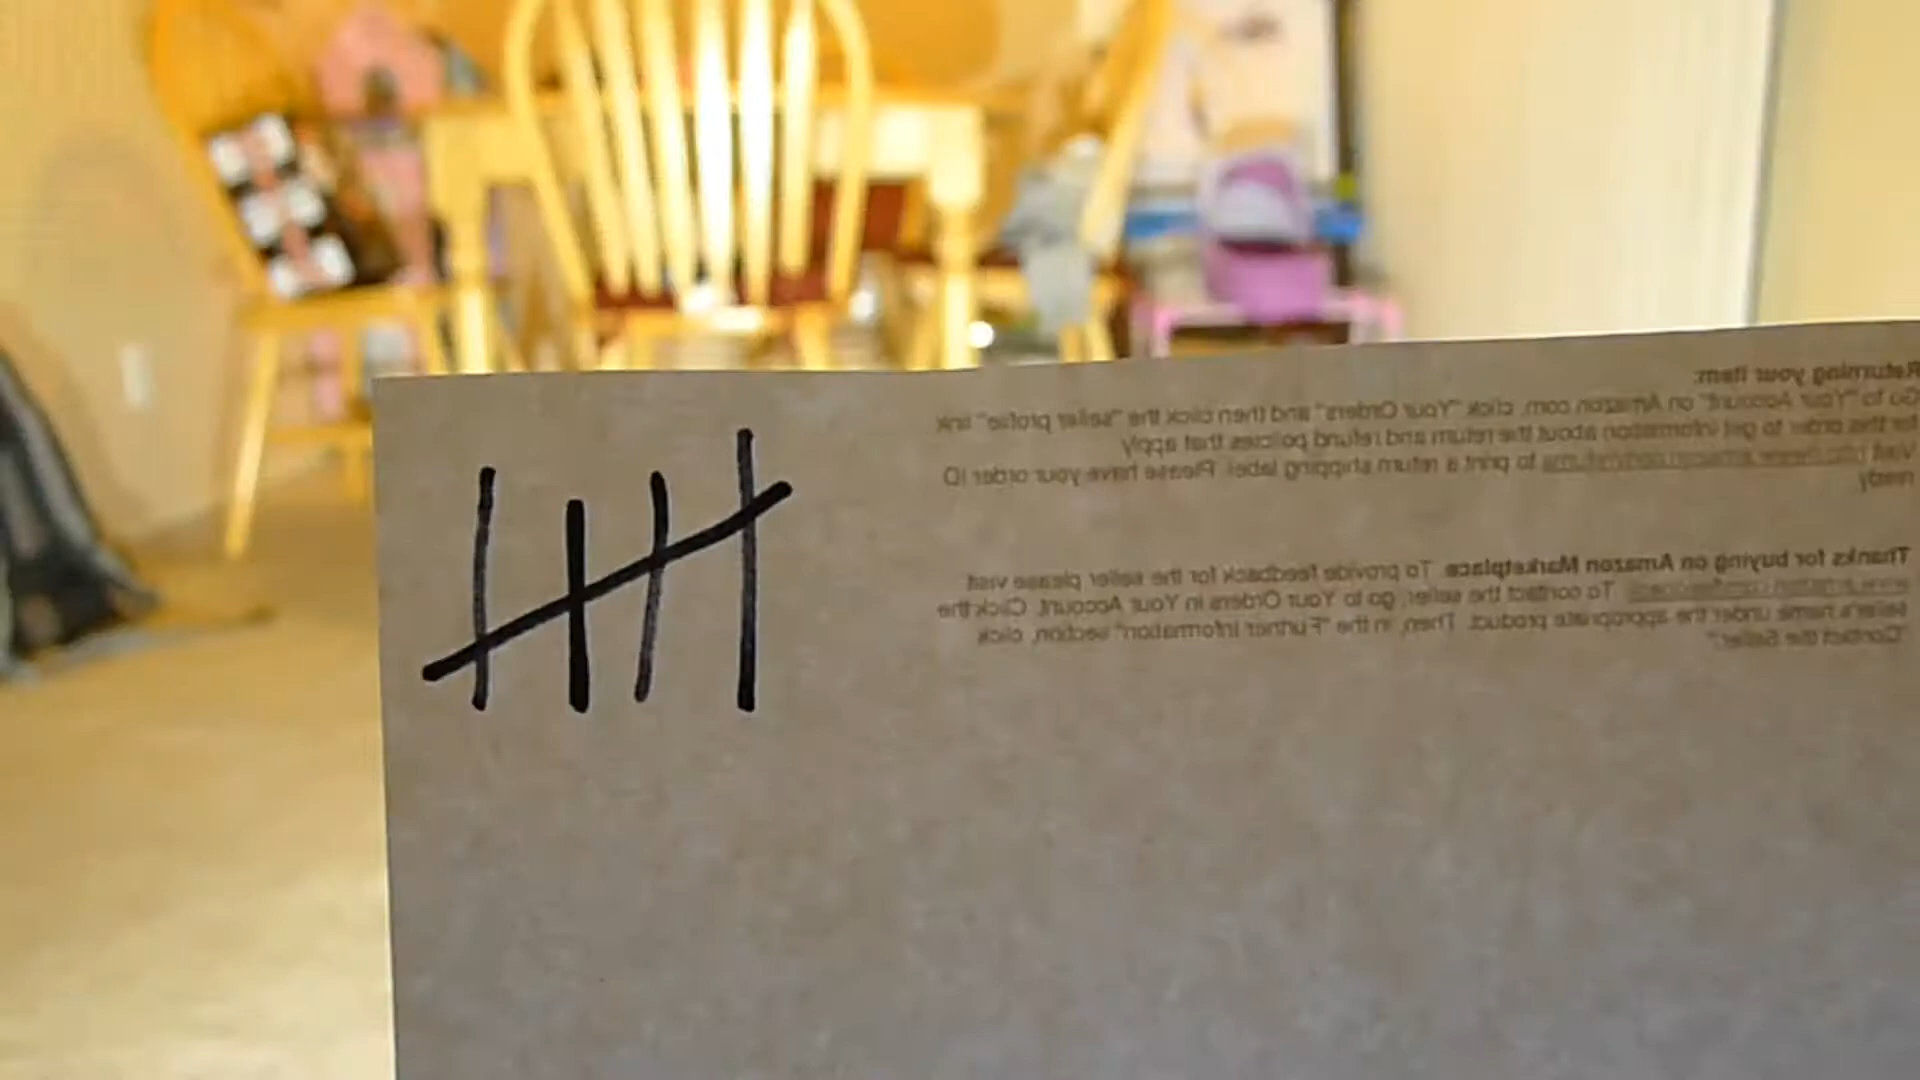 Returning your item:
Go to "Your Account" on Amazon.com, click "Your Orders" and then click the "seller profile" link
for this order to get information about the return and refund policies that apply.
Visit to print a return shipping label. Please have your order ID
ready.
Thanks for buying on Amazon Marketplace. To provide feedback for the seller please visit
To contact the seller, go to Your Orders in Your Account. Click the
seller's name under the appropriate product. Then, in the "Further Information" section, click
"Contact the Seller."